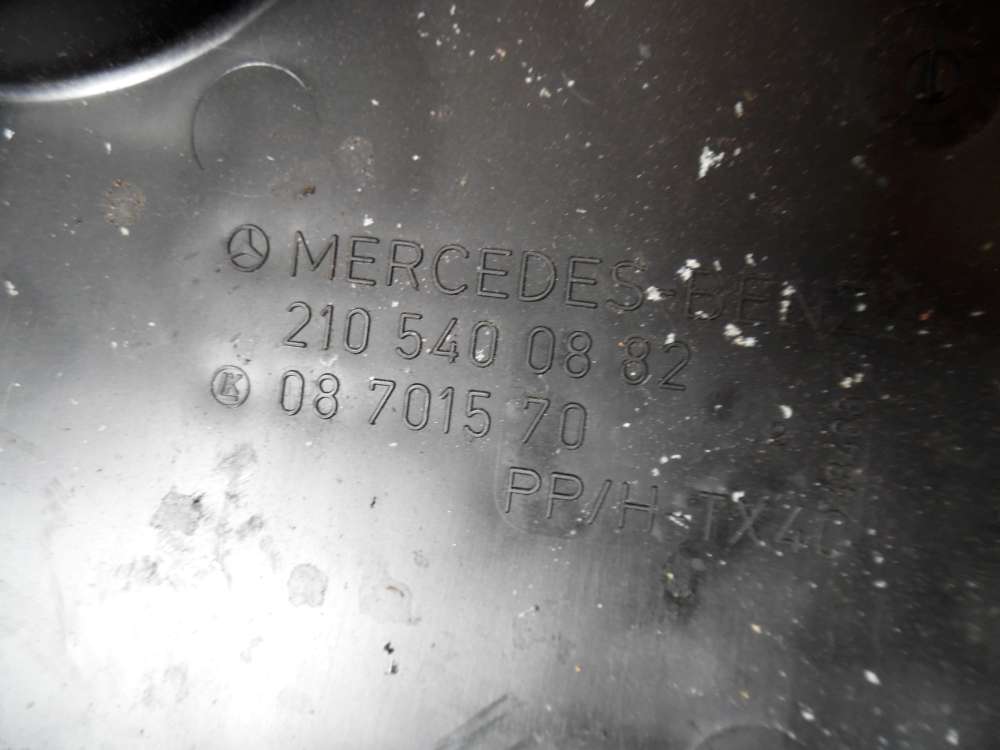 MERCEDES-BENZ
210 540 08 82
K 08 7015 70
PP/H-TX40